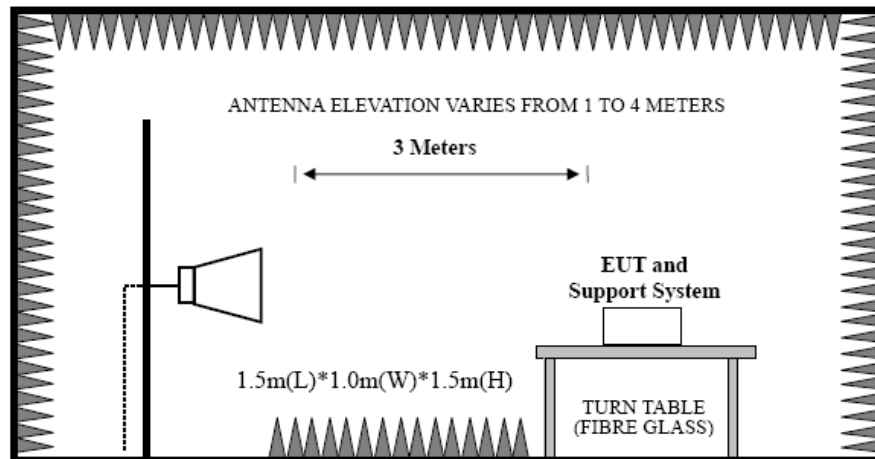 ANTENNA ELEVATION VARIES FROM 1 TO 4 METERS
3 Meters
EUT and
Support System
1.5m(L)*1.0m(W)*1.5m(H)
TURN TABLE
(FIBRE GLASS)